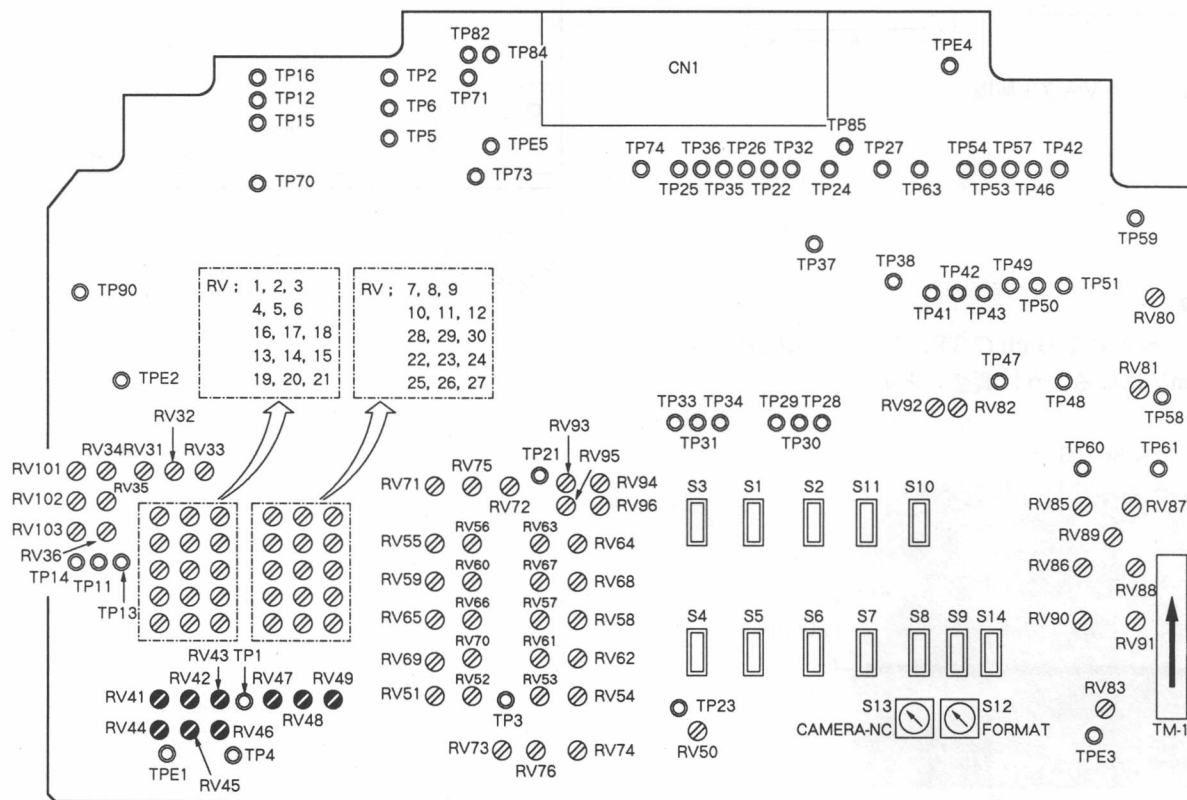 TP82
TP84
TPE4
CN1
TP16
TP2
TP71
TP12
TP6
TP15
TP5
TP85
TPE5
TP74
TP36
TP26
TP32
TP27
TP54
TP57
TP42
TP70
TP73
TP25
TP35
TP22
TP24
TP63
TP53
TP46
TP59
TP37
TP38
TP42
TP49
TP51
TP90
RV ; 1, 2, 3
4, 5, 6
16, 17, 18
13, 14, 15
19, 20, 21
RV ; 7, 8, 9
10, 11, 12
28, 29, 30
22, 23, 24
25, 26, 27
TP41
TP43
TP50
RV80
TPE2
TP47
RV81
RV92
RV82
TP48
TP58
RV32
TP33
TP34
TP29
TP28
RV93
TP31
TP30
RV34
RV31
RV33
RV95
RV101
RV75
TP21
TP60
TP61
RV35
RV71
RV72
RV94
S3
S1
S2
S11
S10
RV102
RV96
RV85
RV87
RV103
RV56
RV63
RV89
RV36
RV55
RV64
TP14
TP11
RV60
RV67
RV86
TP13
RV59
RV68
RV88
RV66
RV57
RV65
RV58
S4
S5
S6
S7
S8
S9
S14
RV90
RV91
RV70
RV61
RV43
TP1
RV69
RV62
RV42
RV47
RV49
RV52
RV53
RV83
RV41
RV51
RV54
RV48
TP3
TP23
S13
S12
RV44
RV46
CAMERA-NC
FORMAT
TM-1
RV73
RV74
RV50
TPE1
TP4
RV76
TPE3
RV45